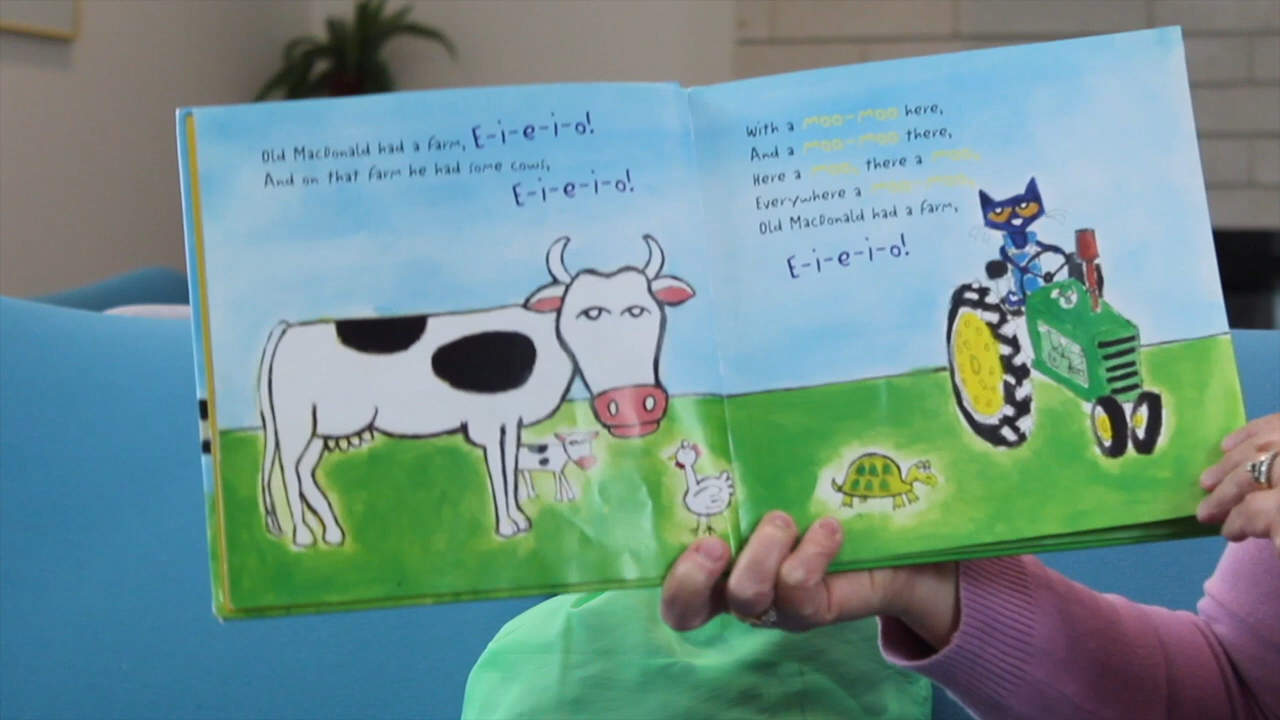 Old MacDonald had a farm, E-i-e-i-o!
And on that farm he had some cows,
E-i-e-i-o!
With a moo-moo here,
And a moo-moo there,
Here a moo, there a moo,
Everywhere a moo-moo,
Old MacDonald had a farm,
E-i-e-i-o!